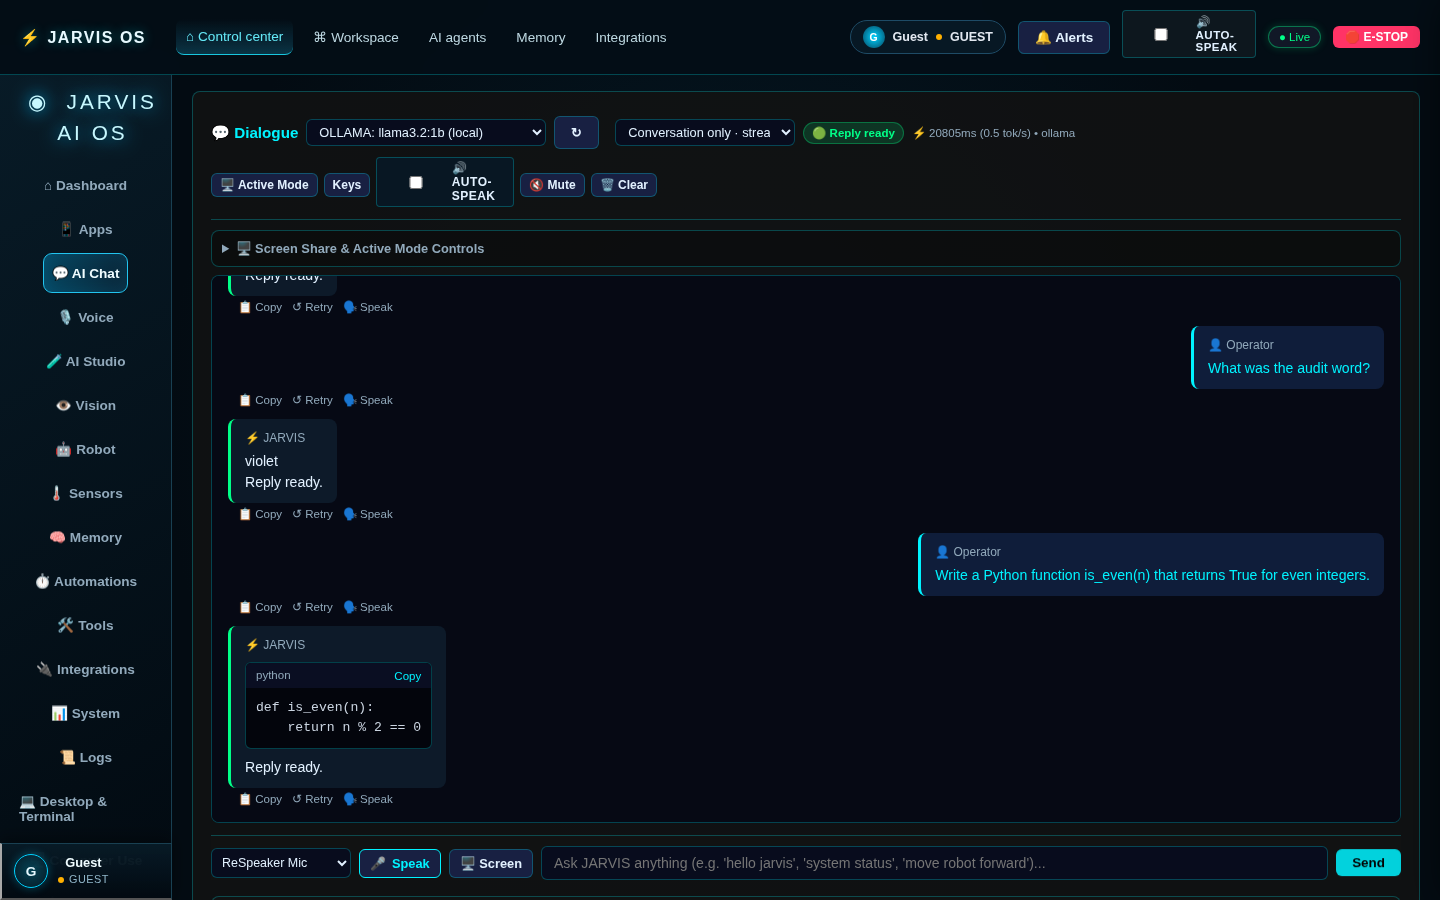 ⚡ JARVIS OS
⌂ Control center
⌘ Workspace
AI agents
Memory
Integrations
G Guest GUEST
🔔 Alerts
🔊 AUTO-SPEAK
● Live
🛑 E-STOP
◉ JARVIS
AI OS
⌂ Dashboard
📱 Apps
💬 AI Chat
🎙️ Voice
🧪 AI Studio
👁️ Vision
🤖 Robot
🌡️ Sensors
🧠 Memory
⏱️ Automations
🛠️ Tools
🔌 Integrations
📊 System
📜 Logs
💻 Desktop &
Terminal
G Guest
GUEST
💬 Dialogue
OLLAMA: llama3.2:1b (local)
↻
Conversation only · strea
🟢 Reply ready
⚡ 20805ms (0.5 tok/s) • ollama
🖥️ Active Mode
Keys
🔊
AUTO-
SPEAK
🔇 Mute
🗑️ Clear
▶ 🖥️ Screen Share & Active Mode Controls
Reply ready.
📋 Copy ↺ Retry 🗣️ Speak
👤 Operator
What was the audit word?
📋 Copy ↺ Retry 🗣️ Speak
⚡ JARVIS
violet
Reply ready.
📋 Copy ↺ Retry 🗣️ Speak
👤 Operator
Write a Python function is_even(n) that returns True for even integers.
📋 Copy ↺ Retry 🗣️ Speak
⚡ JARVIS
python Copy
def is_even(n):
    return n % 2 == 0
Reply ready.
📋 Copy ↺ Retry 🗣️ Speak
ReSpeaker Mic
🎤 Speak
🖥️ Screen
Ask JARVIS anything (e.g. 'hello jarvis', 'system status', 'move robot forward')...
Send